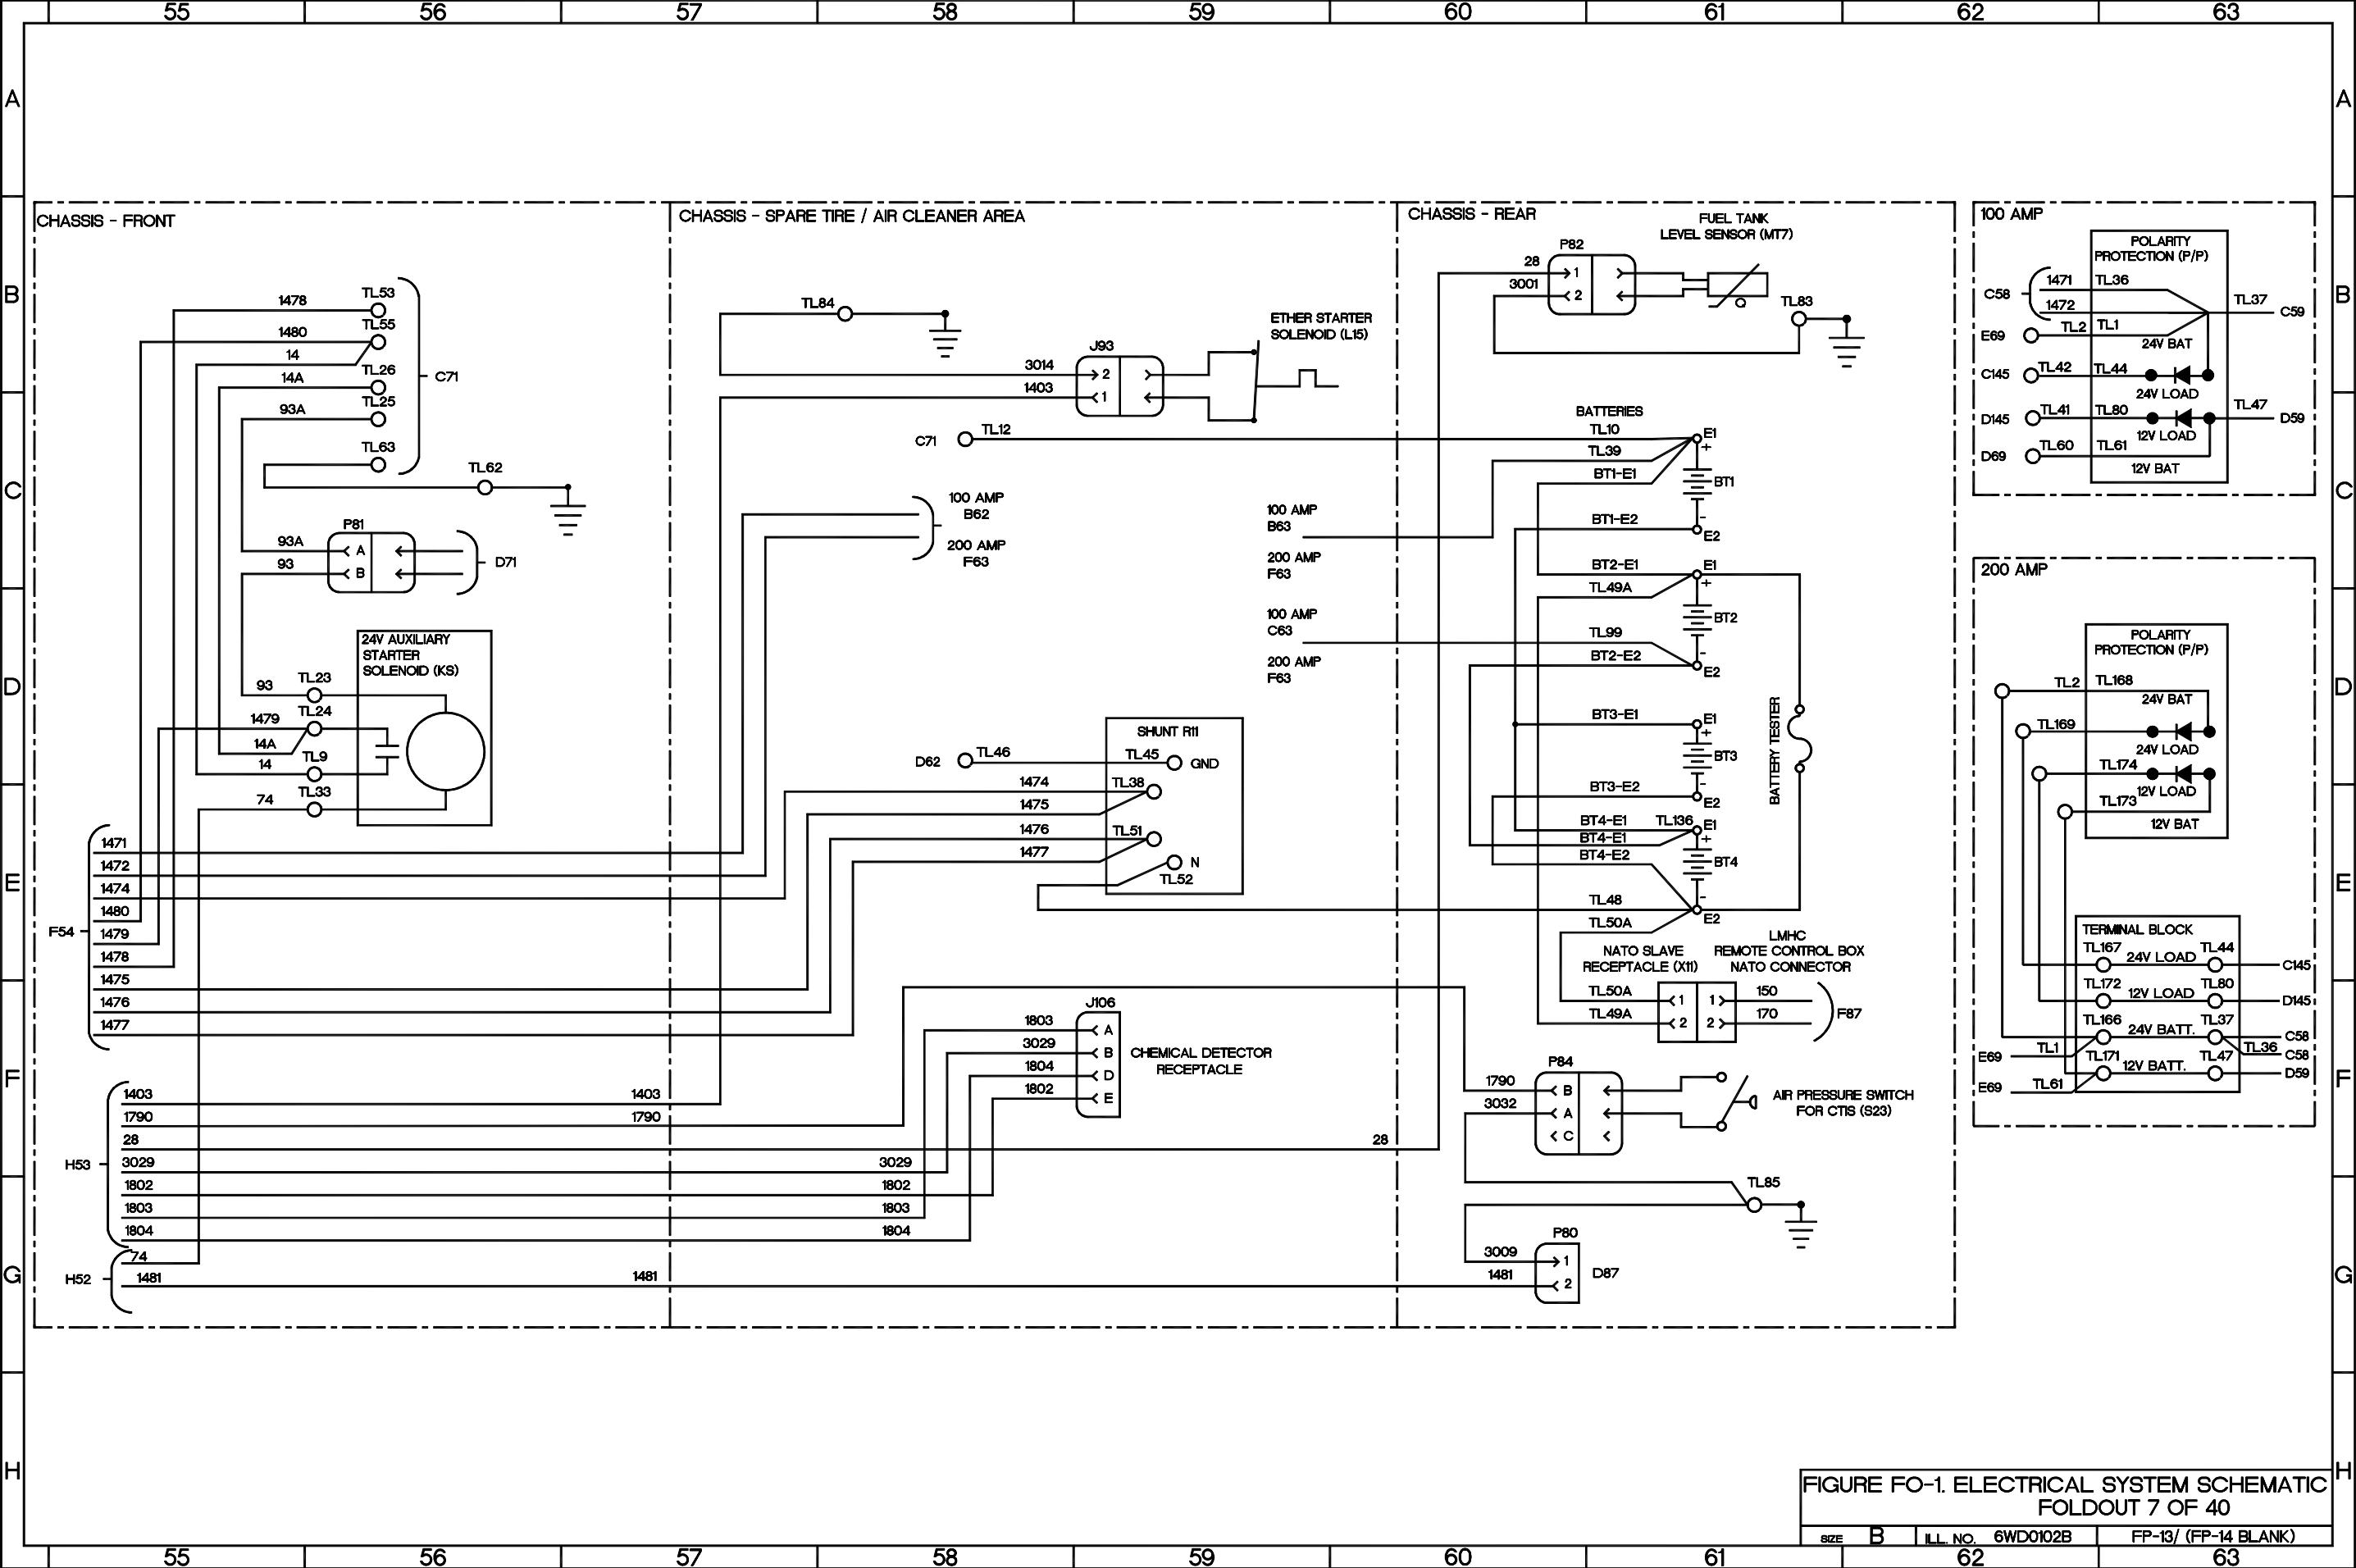 55 56 57 58 59 60 61 62 63
A A
B B
C C
D D
E E
F F
G G
H H
CHASSIS - FRONT
1478 TL53
1480 TL55
14
14A TL26
93A TL25
TL63
C71
TL62
P81
93A A
93 B
D71
24V AUXILIARY
STARTER
SOLENOID (KS)
93 TL23
1479 TL24
14A
14 TL9
74 TL33
F54
1471
1472
1474
1480
1479
1478
1475
1476
1477
H53
1403 1403
1790 1790
28 28
3029 3029
1802 1802
1803 1803
1804 1804
H52
74
1481 1481
CHASSIS - SPARE TIRE / AIR CLEANER AREA
TL84
ETHER STARTER
SOLENOID (L15)
J93
3014 2
1403 1
C71 TL12
100 AMP
B62
200 AMP
F63
100 AMP
B63
200 AMP
F63
100 AMP
C63
200 AMP
F63
SHUNT R11
D62 TL46 TL45 GND
1474 TL38
1475
1476 TL51
1477 N
TL52
J106
1803 A
3029 B
1804 D
1802 E
CHEMICAL DETECTOR
RECEPTACLE
CHASSIS - REAR
FUEL TANK
LEVEL SENSOR (MT7)
P82
28 1
3001 2
Q
TL83
BATTERIES
TL10 E1
+
TL39
BT1-E1 BT1
-
BT1-E2 E2
BT2-E1 E1
+
TL49A
BT2
TL99
-
BT2-E2 E2
BT3-E1 E1
+
BT3
-
BT3-E2 E2
BT4-E1 TL136 E1
BT4-E1 +
BT4-E2 BT4
-
TL48 E2
TL50A
BATTERY TESTER
NATO SLAVE
RECEPTACLE (X11)
LMHC
REMOTE CONTROL BOX
NATO CONNECTOR
TL50A 1 1 150
TL49A 2 2 170
F87
P84
1790 B
3032 A
C
AIR PRESSURE SWITCH
FOR CTIS (S23)
TL85
P80
3009 1
1481 2
D87
100 AMP
POLARITY
PROTECTION (P/P)
C58 1471 TL36
1472
TL37 C59
E69 TL2 TL1
24V BAT
C145 TL42 TL44
24V LOAD
D145 TL41 TL80 TL47 D59
12V LOAD
D69 TL60 TL61
12V BAT
200 AMP
POLARITY
PROTECTION (P/P)
TL2 TL168
24V BAT
TL169
24V LOAD
TL174
12V LOAD
TL173
12V BAT
TERMINAL BLOCK
TL167 24V LOAD TL44 C145
TL172 12V LOAD TL80 D145
TL166 24V BATT. TL37 C58
E69 TL1 TL36 C58
TL171 12V BATT. TL47 D59
E69 TL61
FIGURE FO-1. ELECTRICAL SYSTEM SCHEMATIC
FOLDOUT 7 OF 40
SIZE B ILL. NO. 6WD0102B FP-13/ (FP-14 BLANK)
55 56 57 58 59 60 61 62 63